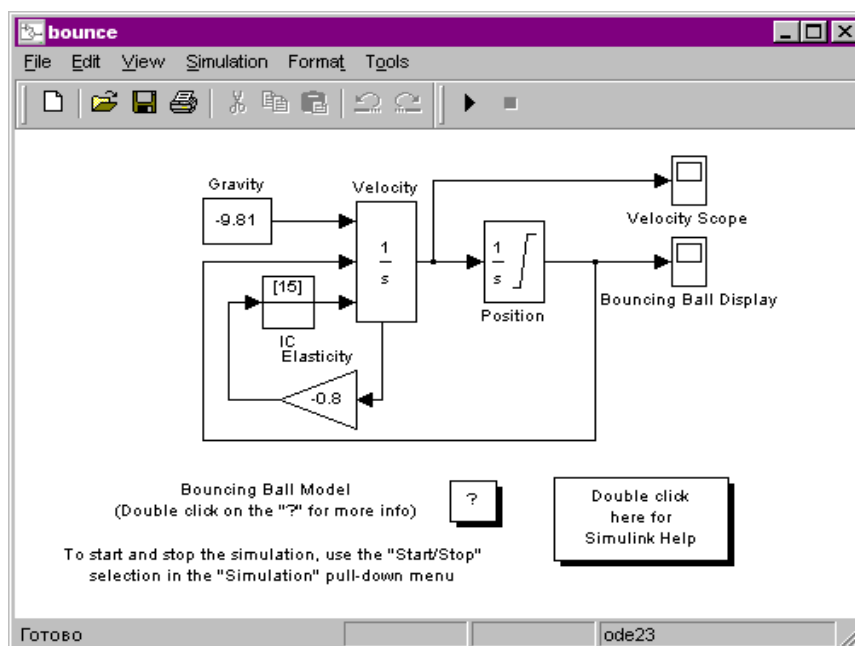 bounce
File Edit View Simulation Format Tools
Gravity
Velocity
-9.81
1
s
1
s
Velocity Scope
[15]
Position
Bouncing Ball Display
IC
Elasticity
-0.8
Bouncing Ball Model
(Double click on the "?" for more info)
?
Double click
here for
Simulink Help
To start and stop the simulation, use the "Start/Stop"
selection in the "Simulation" pull-down menu
Готово
ode23